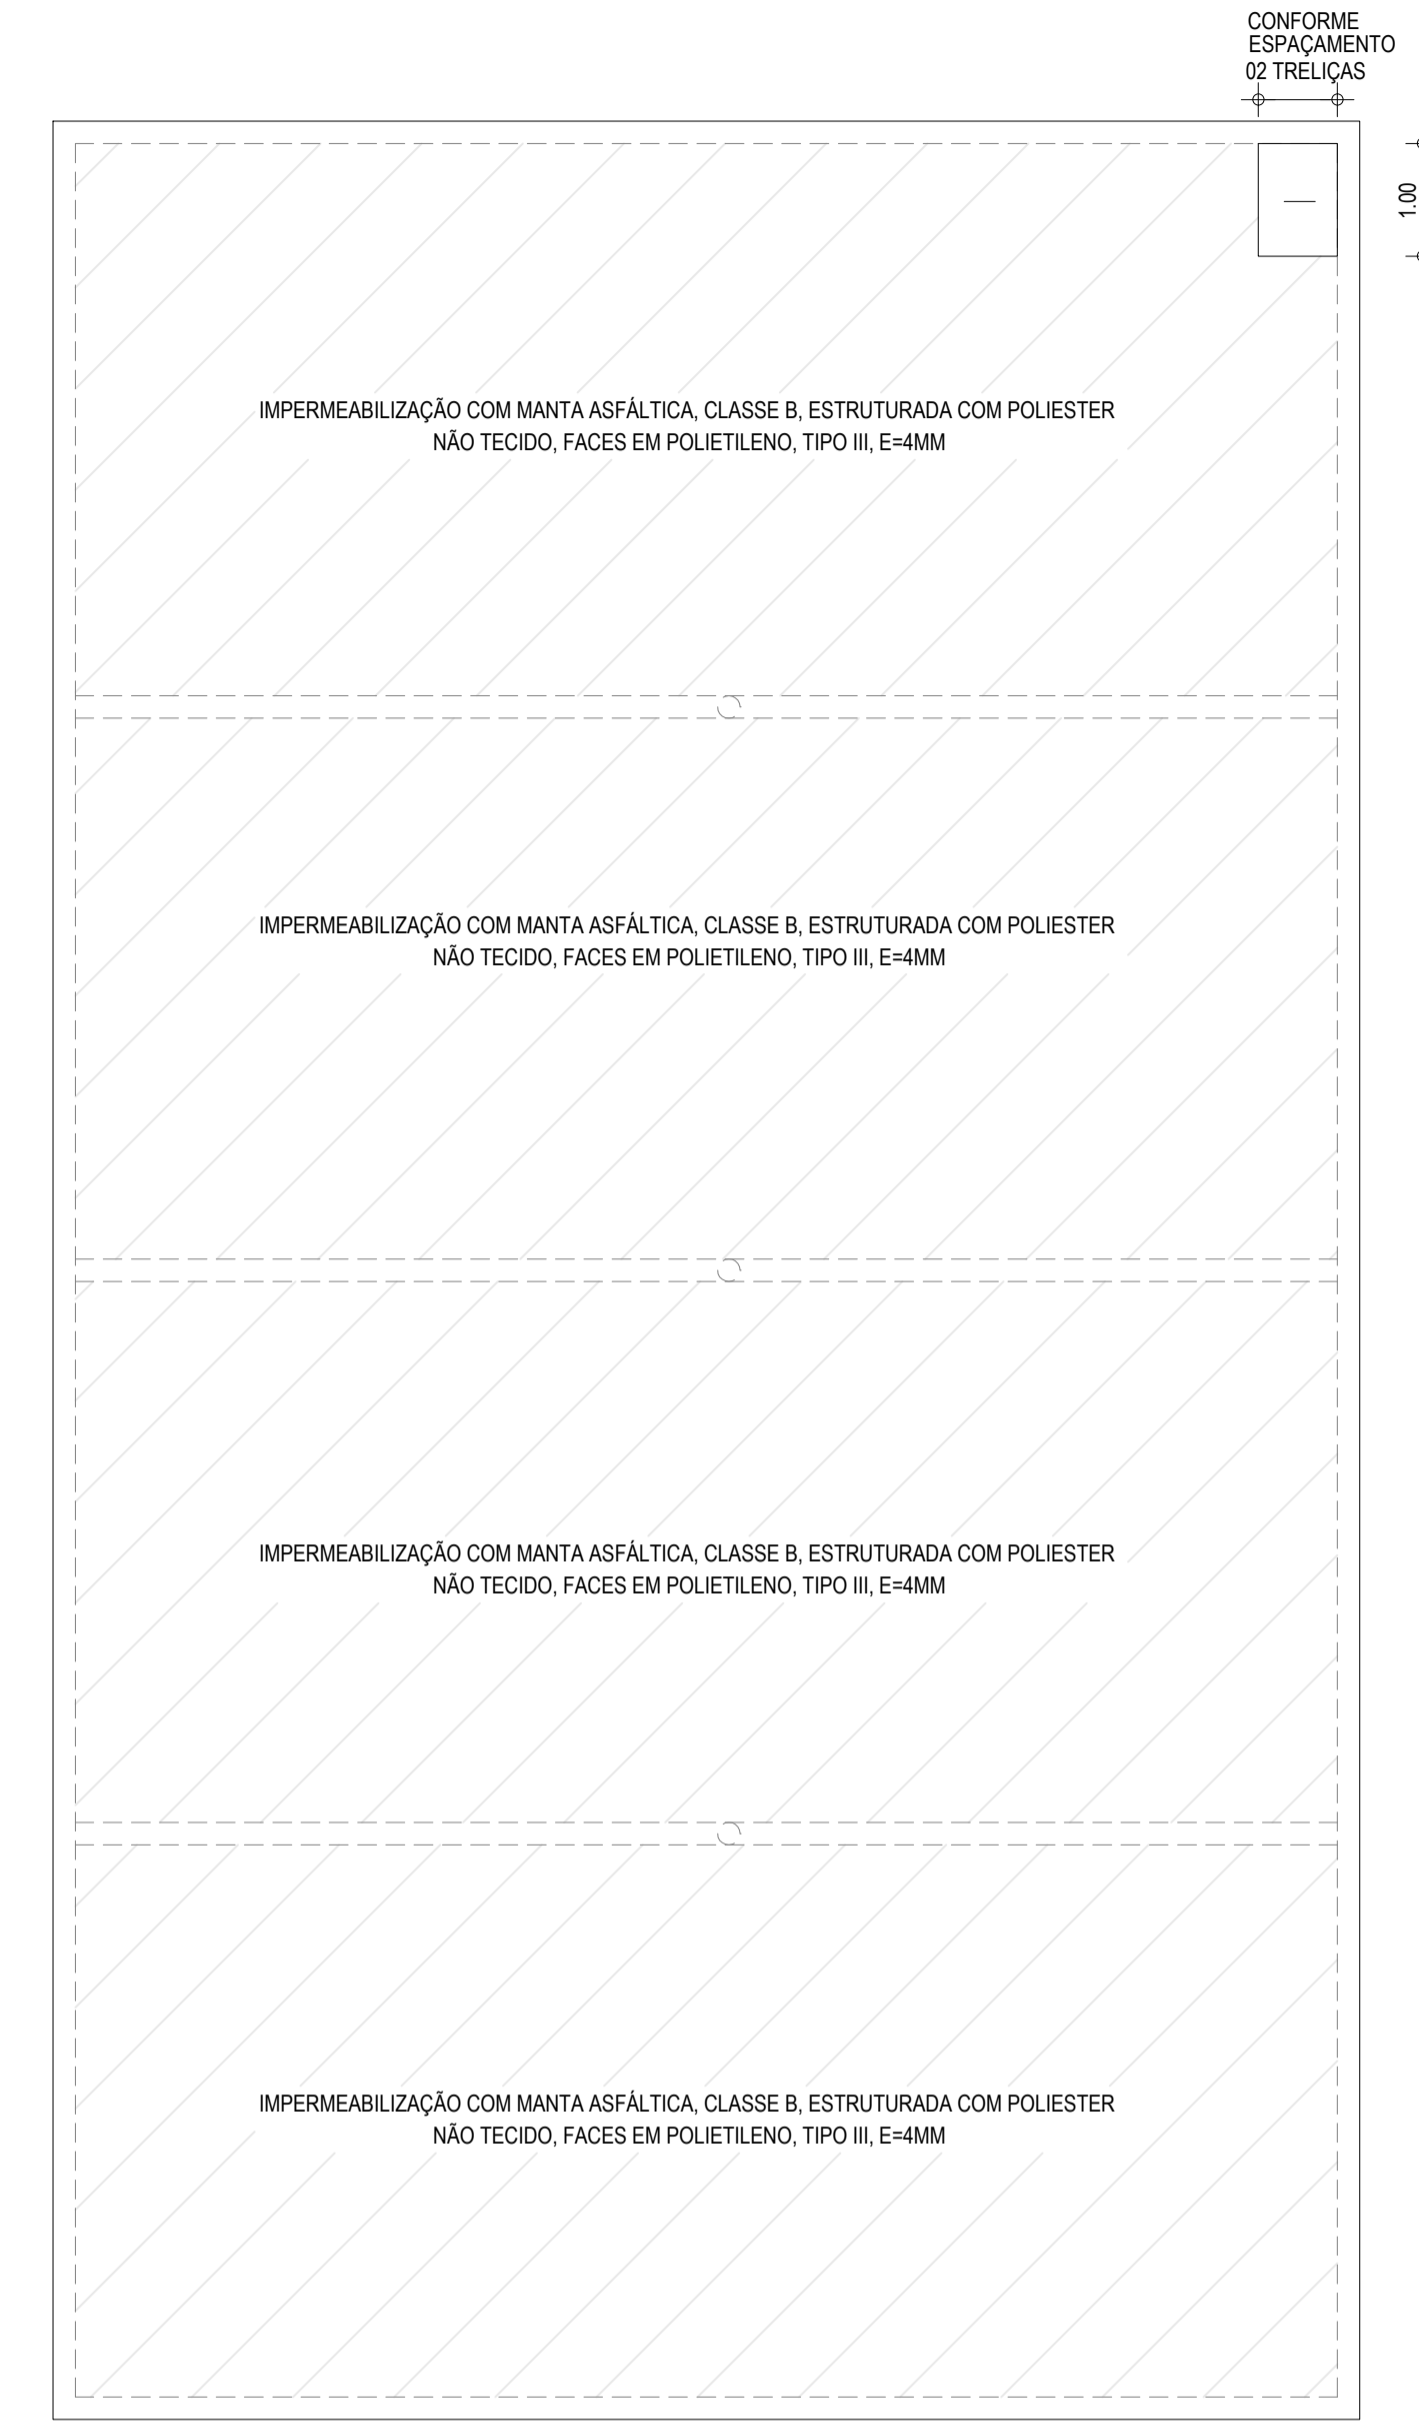 CONFORME
ESPAÇAMENTO
02 TRELIÇAS
1.00
IMPERMEABILIZAÇÃO COM MANTA ASFÁLTICA, CLASSE B, ESTRUTURADA COM POLIESTER
NÃO TECIDO, FACES EM POLIETILENO, TIPO III, E=4MM
IMPERMEABILIZAÇÃO COM MANTA ASFÁLTICA, CLASSE B, ESTRUTURADA COM POLIESTER
NÃO TECIDO, FACES EM POLIETILENO, TIPO III, E=4MM
IMPERMEABILIZAÇÃO COM MANTA ASFÁLTICA, CLASSE B, ESTRUTURADA COM POLIESTER
NÃO TECIDO, FACES EM POLIETILENO, TIPO III, E=4MM
IMPERMEABILIZAÇÃO COM MANTA ASFÁLTICA, CLASSE B, ESTRUTURADA COM POLIESTER
NÃO TECIDO, FACES EM POLIETILENO, TIPO III, E=4MM